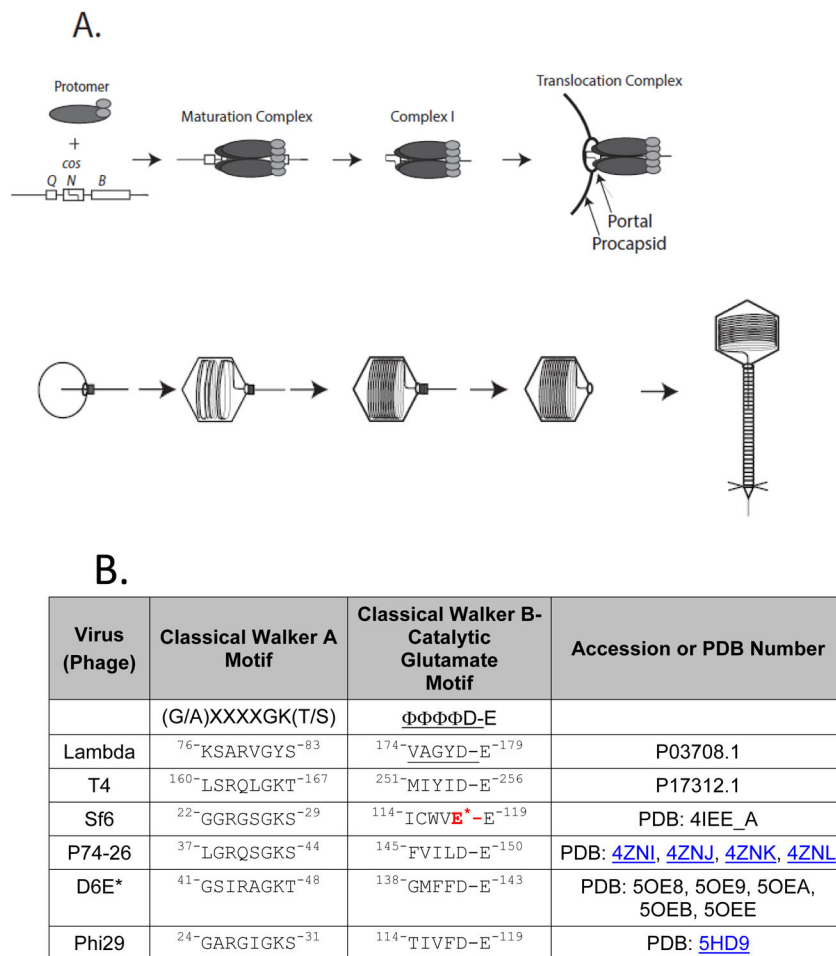 A.
Protomer
+
cos
Q N B
Maturation Complex
Complex I
Translocation Complex
Portal
Procapsid
B.
Virus (Phage) Classical Walker A Motif Classical Walker B-Catalytic Glutamate Motif Accession or PDB Number
(G/A)XXXXGK(T/S) ΦΦΦΦD-E
Lambda 76-KSARVGYS-83 174-VAGYD-E-179 P03708.1
T4 160-LSRQLGKT-167 251-MIYID-E-256 P17312.1
Sf6 22-GGRGSGKS-29 114-ICWVE*-E-119 PDB: 4IEE_A
P74-26 37-LGRQSGKS-44 145-FVILD-E-150 PDB: 4ZNI, 4ZNJ, 4ZNK, 4ZNL
D6E* 41-GSIRAGKT-48 138-GMFFD-E-143 PDB: 5OE8, 5OE9, 5OEA, 5OEB, 5OEE
Phi29 24-GARGIGKS-31 114-TIVFD-E-119 PDB: 5HD9